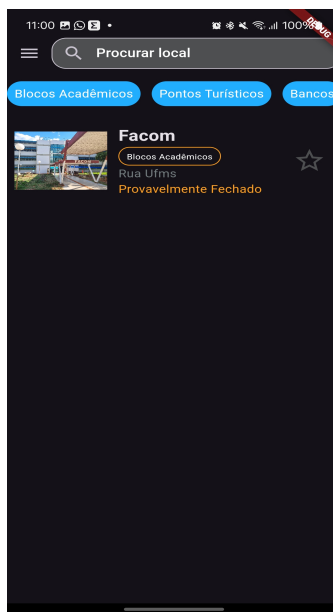 11:00
100%
DEBUG
Procurar local
Blocos Acadêmicos
Pontos Turísticos
Bancos
Facom
Blocos Acadêmicos
Rua Ufms
Provavelmente Fechado